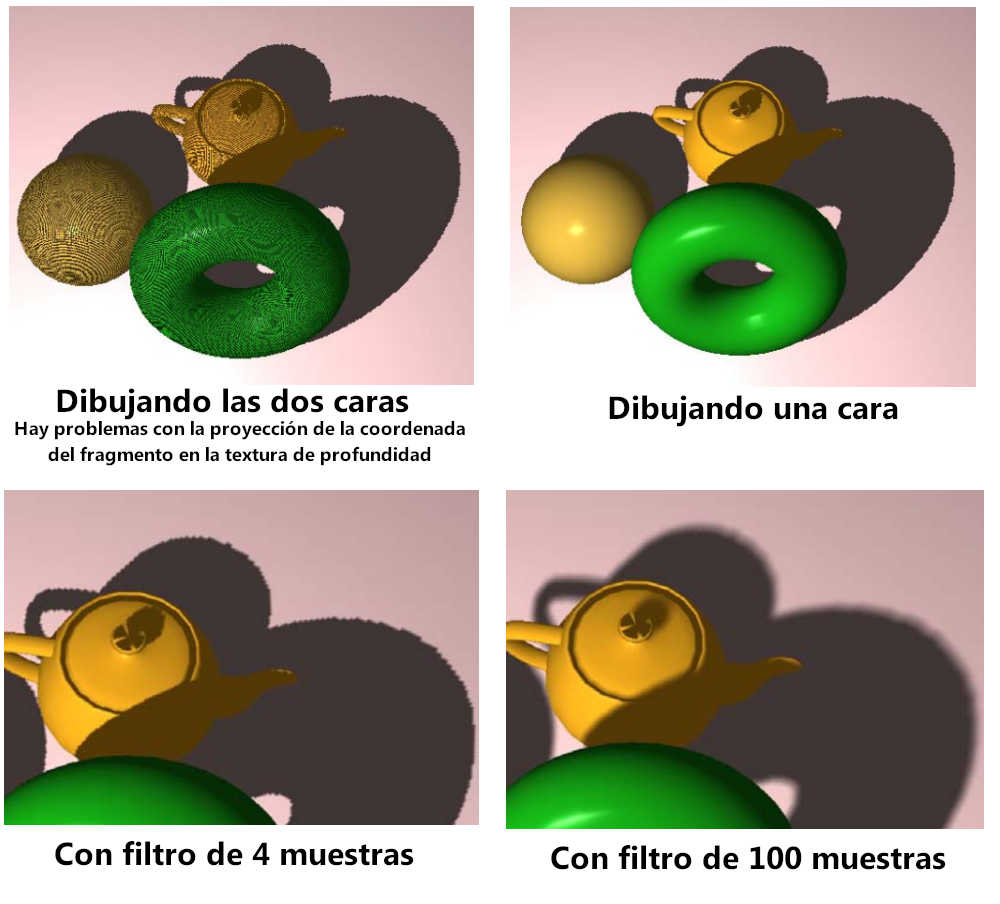 Dibujando las dos caras
Hay problemas con la proyección de la coordenada
del fragmento en la textura de profundidad
Dibujando una cara
Con filtro de 4 muestras
Con filtro de 100 muestras